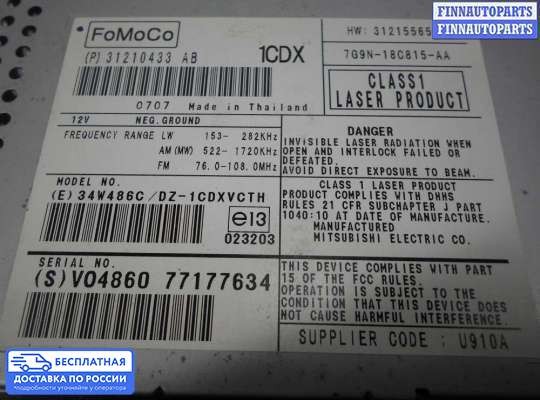 FINNAUTOPARTS
FINNAUTOPARTS
FINNAUTOPARTS
FoMoCo
(P) 31210433 AB
1CDX
HW: 31215565
7G9N-18C815-AA
CLASS1
LASER PRODUCT
0707 Made in Thailand
12V NEG.GROUND
FREQUENCY RANGE LW 153- 282KHz
AM(MW) 522-1720KHz
FM 76.0-108.0MHz
DANGER
INVISIBLE LASER RADIATION WHEN
OPEN AND INTERLOCK FAILED OR
DEFEATED.
AVOID DIRECT EXPOSURE TO BEAM.
MODEL NO.
(E)34W486C/DZ-1CDXVCTH
e13
023203
CLASS 1 LASER PRODUCT
PRODUCT COMPLIES WITH DHHS
RULES 21 CFR SUBCHAPTER J PART
1040:10 AT DATE OF MANUFACTURE.
MANUFACTURED
MITSUBISHI ELECTRIC CO.
SERIAL NO.
(S)V04860 77177634
THIS DEVICE COMPLIES WITH PART
15 OF THE FCC RULES.
OPERATION IS SUBJECT TO THE
CONDITION THAT THIS DEVICE DOES
NOT CAUSE HARMFUL INTERFERENCE.
SUPPLIER CODE : U910A
БЕСПЛАТНАЯ
ДОСТАВКА ПО РОССИИ
подробности уточняйте у оператора